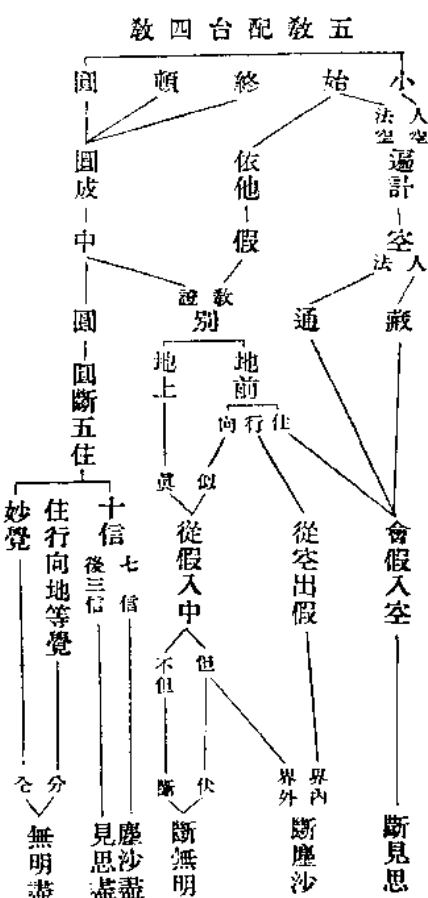 五教配台四教
小
始
終
頓
圓
人空
法空
遍計
依他
圓成
空
假
中
人
法
教
證
藏
通
別
圓
地前
地上
住
行
向
似
眞
圓斷五住
會假入空
從空出假
從假入中
十信
七信
後三信
住行向地等覺
妙覺
但
不但
界內
界外
伏
斷
分
全
斷見思
斷塵沙
斷無明
塵沙盡
見思盡
無明盡